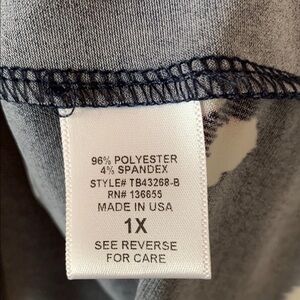 96% POLYESTER
4% SPANDEX
STYLE# TB43268-B
RN# 136655
MADE IN USA
1X
SEE REVERSE
FOR CARE